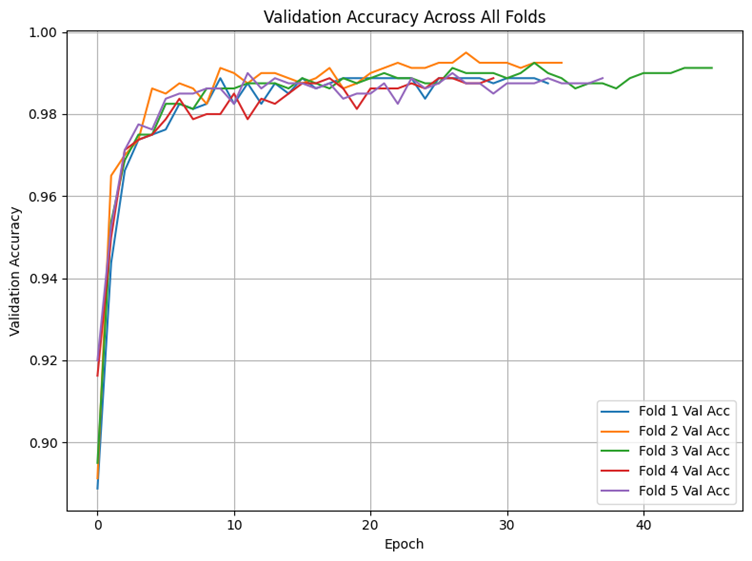 Validation Accuracy Across All Folds
1.00
0.98
0.96
0.94
0.92
0.90
Validation Accuracy
0 10 20 30 40
Epoch
Fold 1 Val Acc
Fold 2 Val Acc
Fold 3 Val Acc
Fold 4 Val Acc
Fold 5 Val Acc